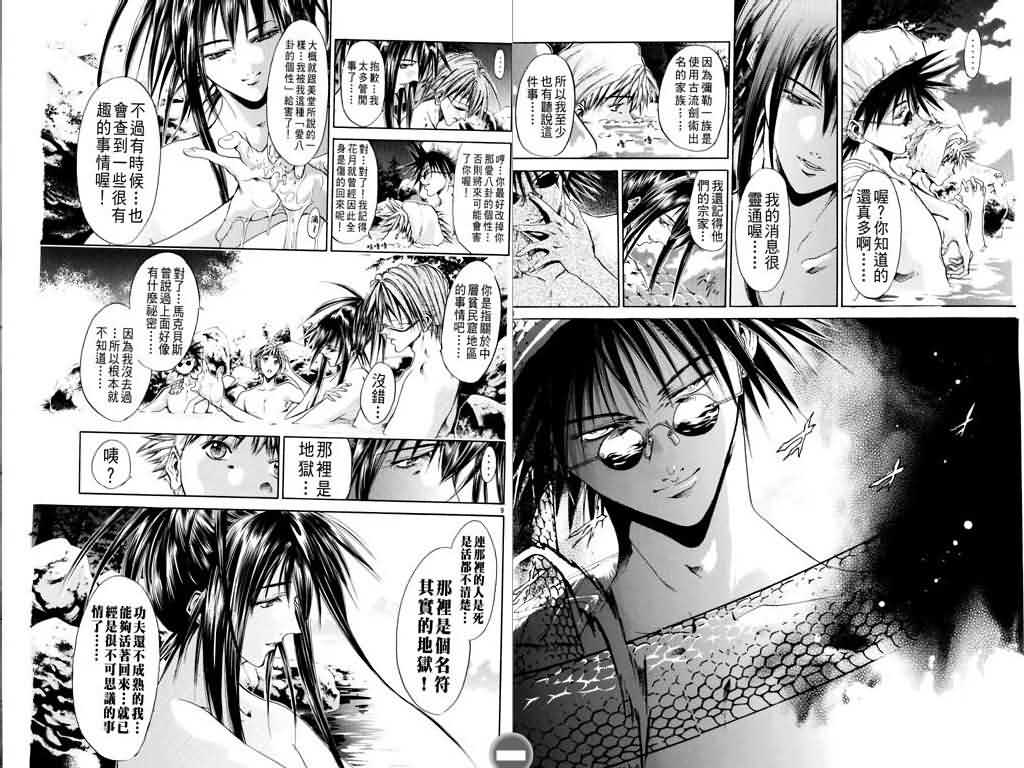 ⋯⋯
喔？你知道的
還真多啊⋯⋯
我的消息很
靈通喔⋯⋯
因為彌勒一族是
使用古流劍術出
名的家族⋯⋯
所以我至少
也有聽說這
件事⋯⋯
我還記得他
們的宗家⋯⋯
抱歉⋯我
太多管閒
事了⋯⋯
大概就跟美堂所說的一
樣⋯我被我這種「愛八
卦的個性」給害了！
不過有時候⋯也
會查到一些很有
趣的事情喔！
哼⋯你最好改掉你
那愛八卦的個性⋯
否則將來可能會害
了你喔！
對⋯對了⋯我記得
花月就曾經因此全
身是傷的回來呢！
你是指關於中
層貧民窟地區
的事情吧⋯
沒錯⋯
對了⋯馬克貝斯
曾說過上面好像
有什麼祕密⋯⋯
因為我沒去過
⋯所以根本就
不知道⋯⋯
⋯⋯
那裡是
地獄⋯
咦？
9
連那裡的人是死
是活都不清楚⋯
那裡是個名符
其實的地獄！
功夫還不成熟的我⋯
能夠活著回來⋯就已
經是很不可思議的事
情了⋯⋯